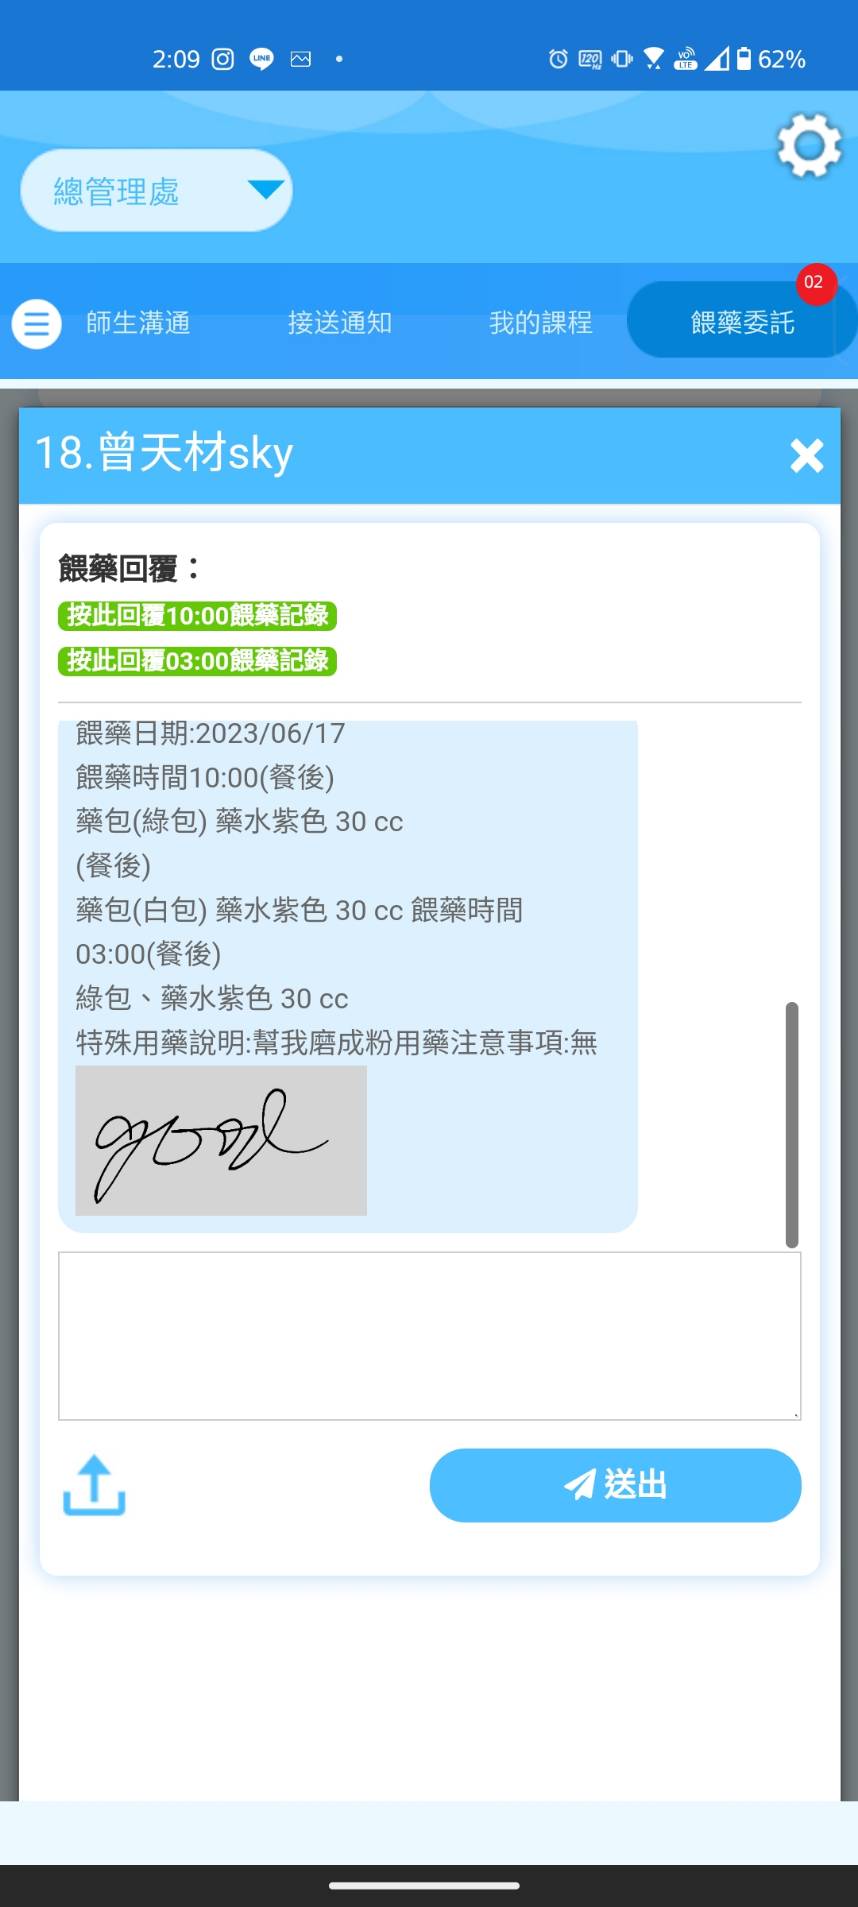 2:09 LINE 120 Hz VO LTE 62%
總管理處
02
師生溝通 接送通知 我的課程 餵藥委託
18.曾天材sky
餵藥回覆：
按此回覆10:00餵藥記錄
按此回覆03:00餵藥記錄
餵藥日期:2023/06/17
餵藥時間10:00(餐後)
藥包(綠包) 藥水紫色 30 cc
(餐後)
藥包(白包) 藥水紫色 30 cc 餵藥時間
03:00(餐後)
綠包、藥水紫色 30 cc
特殊用藥說明:幫我磨成粉用藥注意事項:無
good
送出